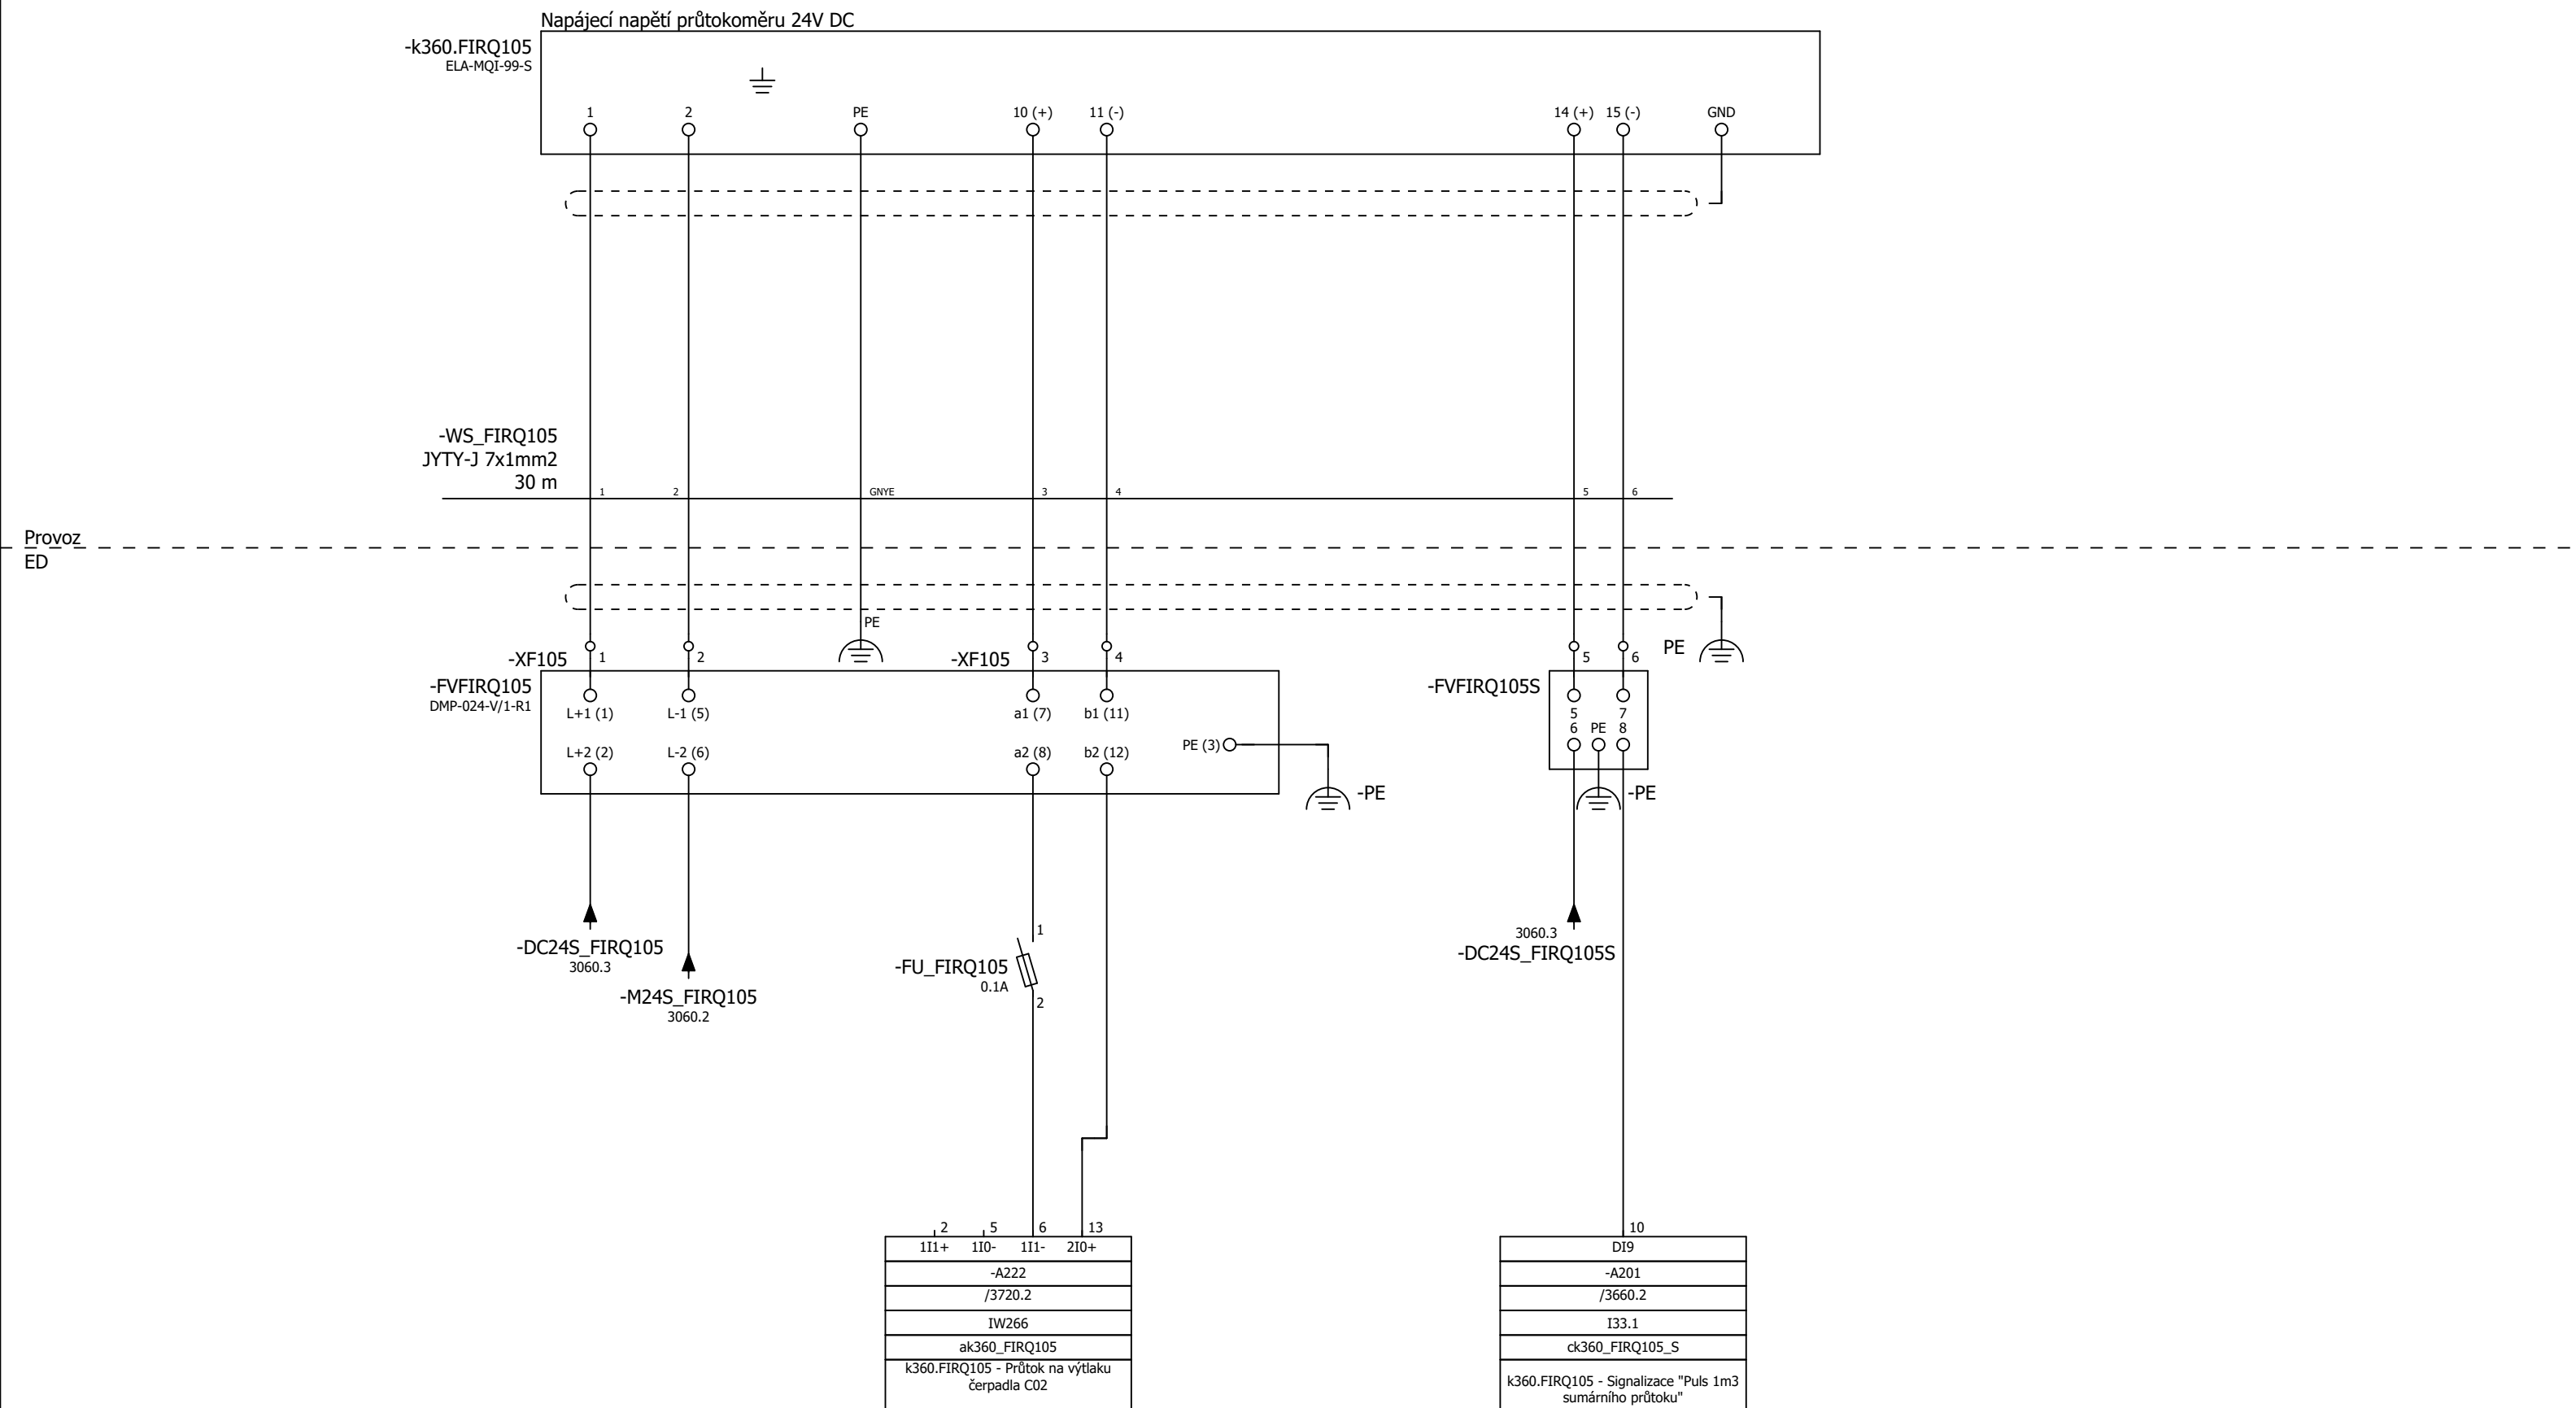 Napájecí napětí průtokoměru 24V DC
-k360.FIRQ105
ELA-MQI-99-S
1 2 PE 10 (+) 11 (-) 14 (+) 15 (-) GND
-WS_FIRQ105
JYTY-J 7x1mm2
30 m
1 2 GNYE 3 4 5 6
Provoz
ED
PE
-XF105 1 2 -XF105 3 4 5 6 PE
-FVFIRQ105
DMP-024-V/1-R1
-FVFIRQ105S
L+1 (1) L-1 (5) a1 (7) b1 (11) 5 7
6 PE 8
L+2 (2) L-2 (6) a2 (8) b2 (12) PE (3)
-PE -PE
1
-DC24S_FIRQ105
3060.3
-M24S_FIRQ105
3060.2
-FU_FIRQ105
0.1A
2
3060.3
-DC24S_FIRQ105S
2 5 6 13
1I1+ 1I0- 1I1- 2I0+
-A222
/3720.2
IW266
ak360_FIRQ105
k360.FIRQ105 - Průtok na výtlaku
čerpadla C02
10
DI9
-A201
/3660.2
I33.1
ck360_FIRQ105_S
k360.FIRQ105 - Signalizace "Puls 1m3
sumárního průtoku"